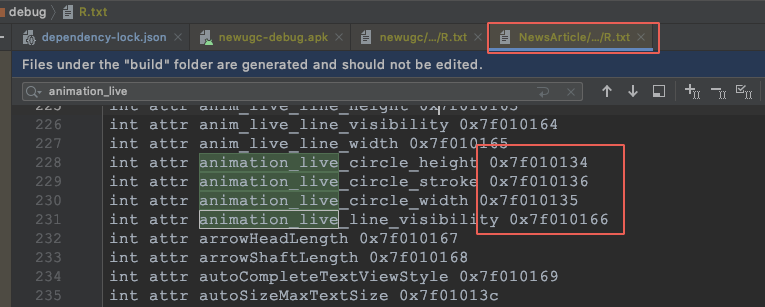 debug R.txt
dependency-lock.json newugc-debug.apk newugc/.../R.txt NewsArticle/.../R.txt
Files under the "build" folder are generated and should not be edited.
animation_live
225 int attr anim_live_line_height 0x7f010163
226 int attr anim_live_line_visibility 0x7f010164
227 int attr anim_live_line_width 0x7f010165
228 int attr animation_live_circle_height 0x7f010134
229 int attr animation_live_circle_stroke 0x7f010136
230 int attr animation_live_circle_width 0x7f010135
231 int attr animation_live_line_visibility 0x7f010166
232 int attr arrowHeadLength 0x7f010167
233 int attr arrowShaftLength 0x7f010168
234 int attr autoCompleteTextViewStyle 0x7f010169
235 int attr autoSizeMaxTextSize 0x7f01013c